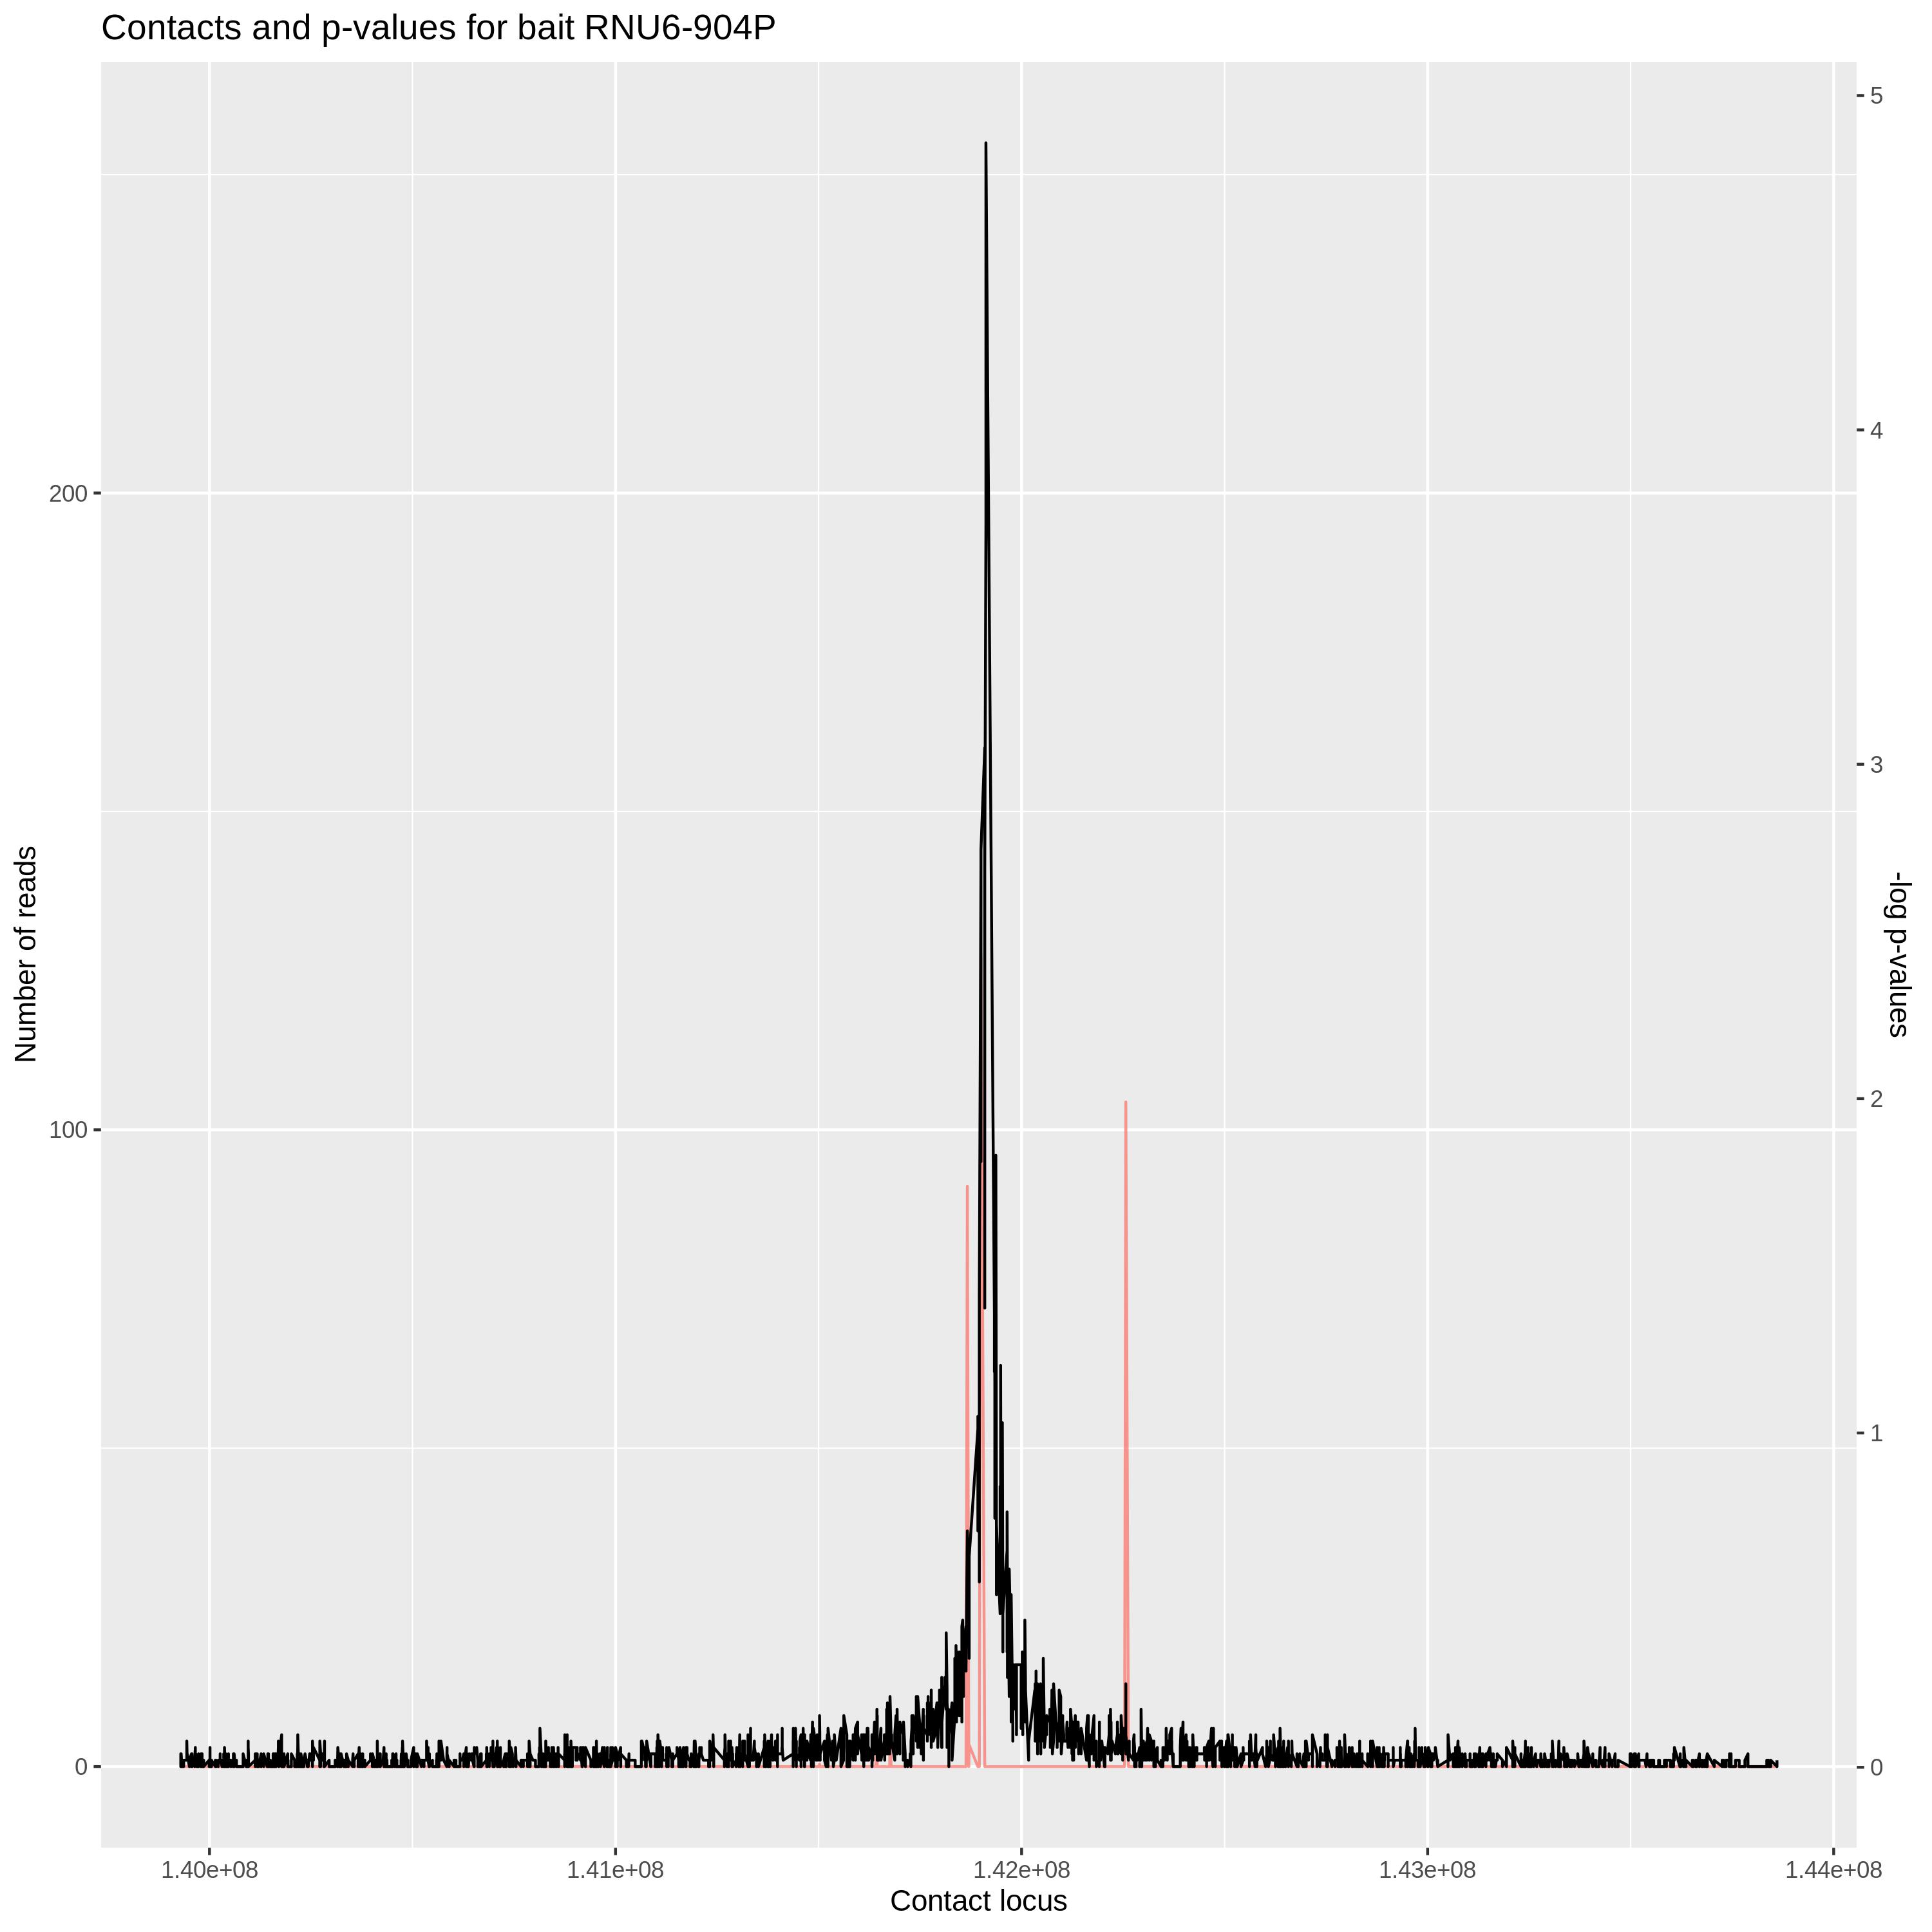 Contacts and p-values for bait RNU6-904P
Number of reads
200
100
0
5
4
3
2
1
0
-log p-values
1.40e+08
1.41e+08
1.42e+08
1.43e+08
1.44e+08
Contact locus